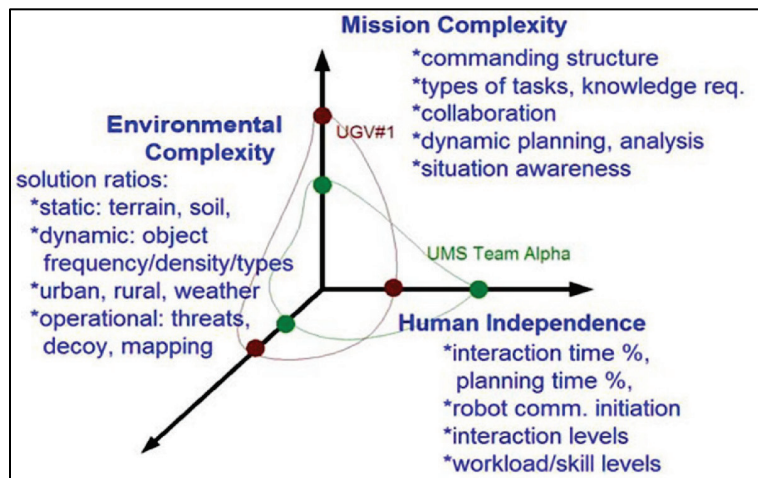 Mission Complexity
*commanding structure
*types of tasks, knowledge req.
*collaboration
*dynamic planning, analysis
*situation awareness
UGV#1
Environmental
Complexity
solution ratios:
*static: terrain, soil,
*dynamic: object
frequency/density/types
*urban, rural, weather
*operational: threats,
decoy, mapping
UMS Team Alpha
Human Independence
*interaction time %,
planning time %,
*robot comm. initiation
*interaction levels
*workload/skill levels